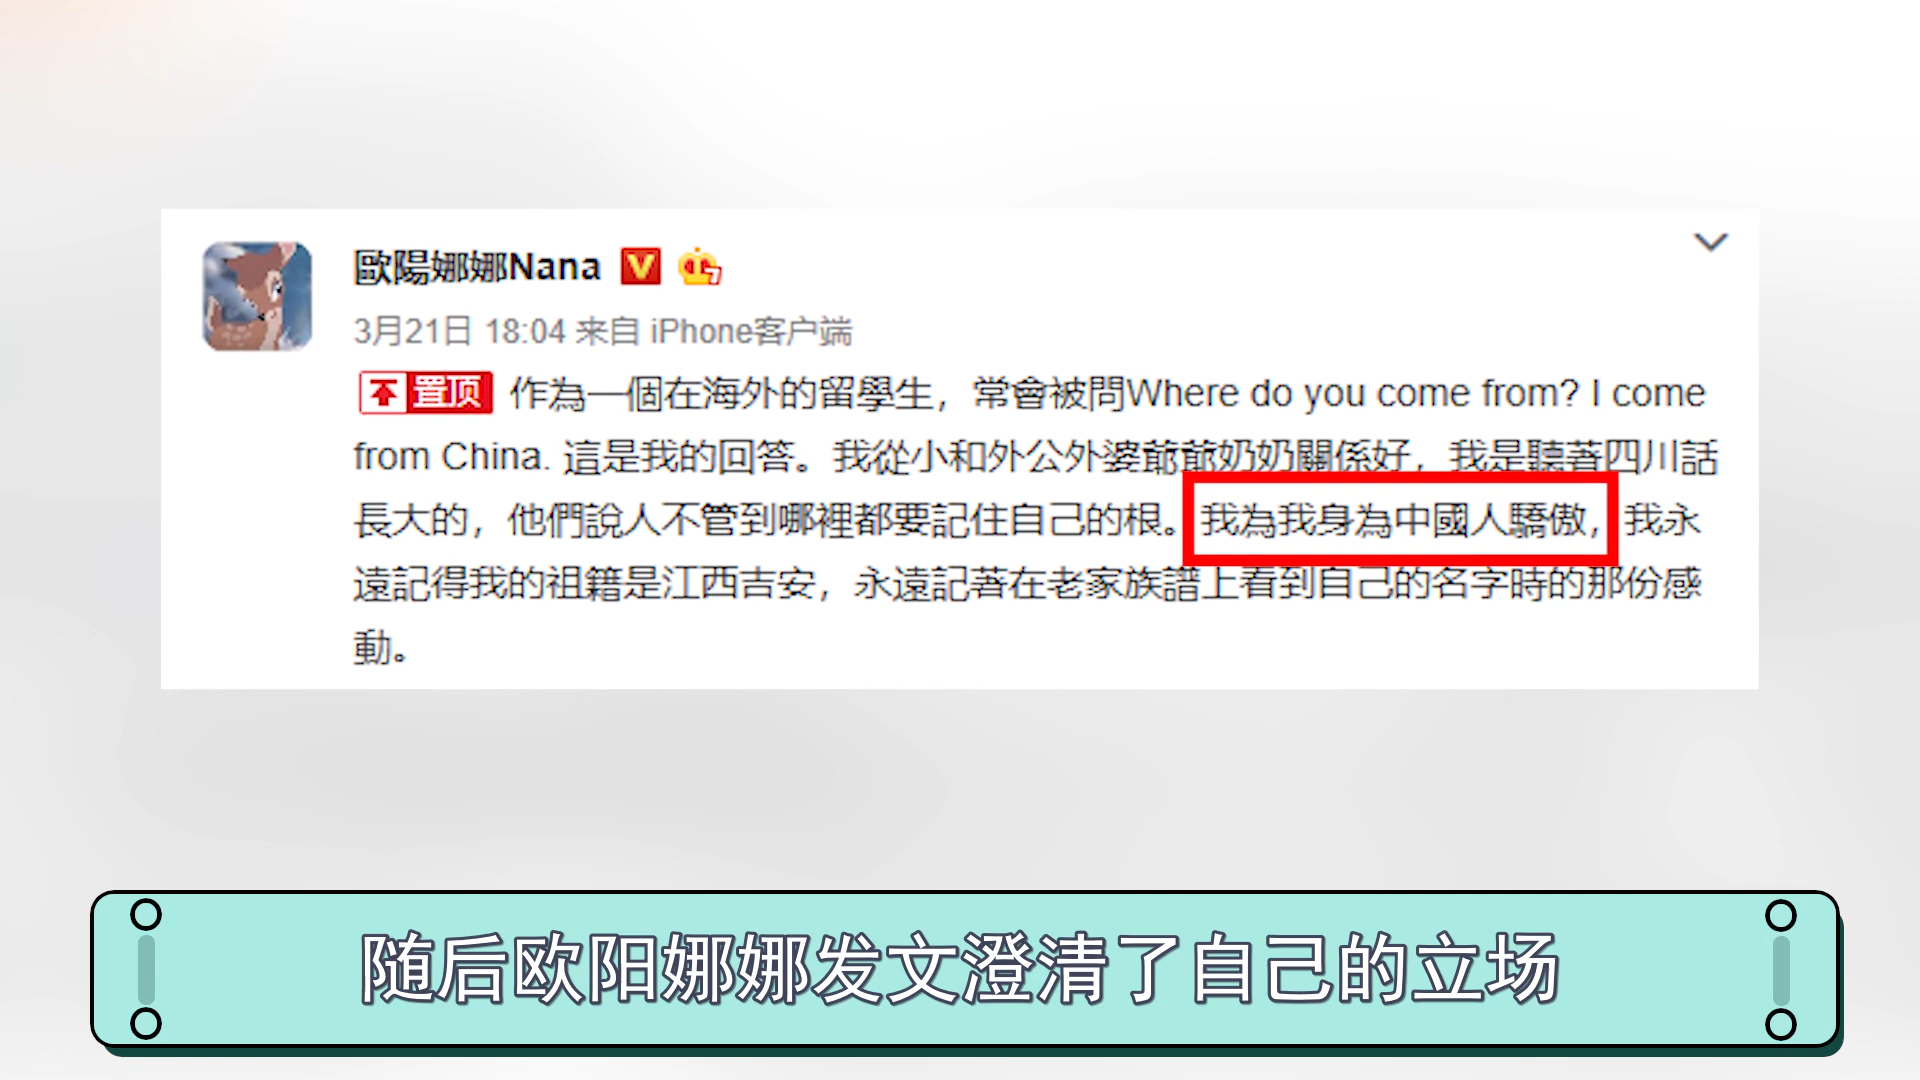 歐陽娜娜Nana
3月21日 18:04 来自 iPhone客户端
置顶 作為一個在海外的留學生，常會被問Where do you come from? I come
from China. 這是我的回答。我從小和外公外婆爺爺奶奶關係好，我是聽著四川話
長大的，他們說人不管到哪裡都要記住自己的根。我為我身為中國人驕傲，我永
遠記得我的祖籍是江西吉安，永遠記著在老家族譜上看到自己的名字時的那份感
動。
随后欧阳娜娜发文澄清了自己的立场